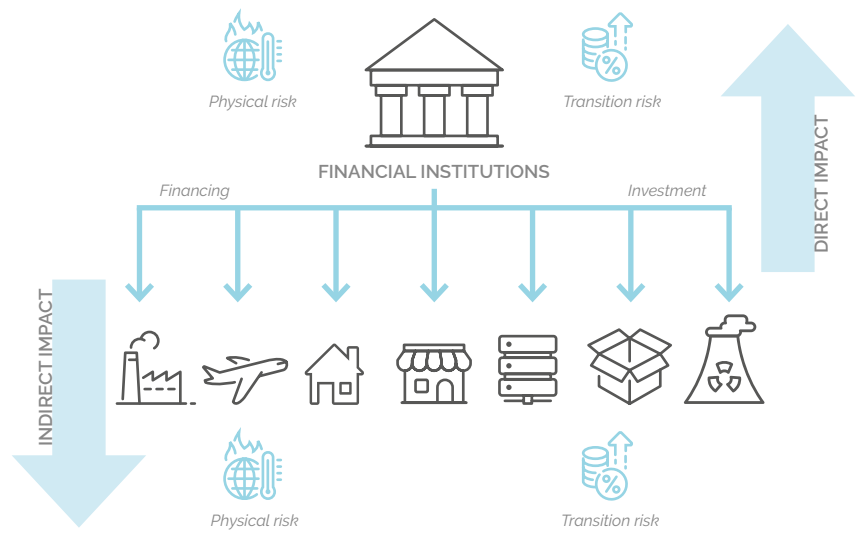 Physical risk
Transition risk
FINANCIAL INSTITUTIONS
Financing
Investment
DIRECT IMPACT
INDIRECT IMPACT
Physical risk
Transition risk